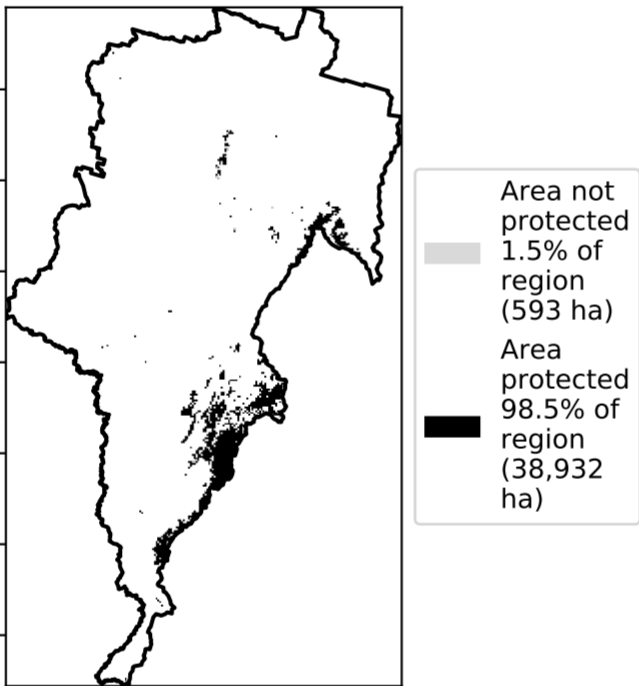 Area not
protected
1.5% of
region
(593 ha)
Area
protected
98.5% of
region
(38,932
ha)